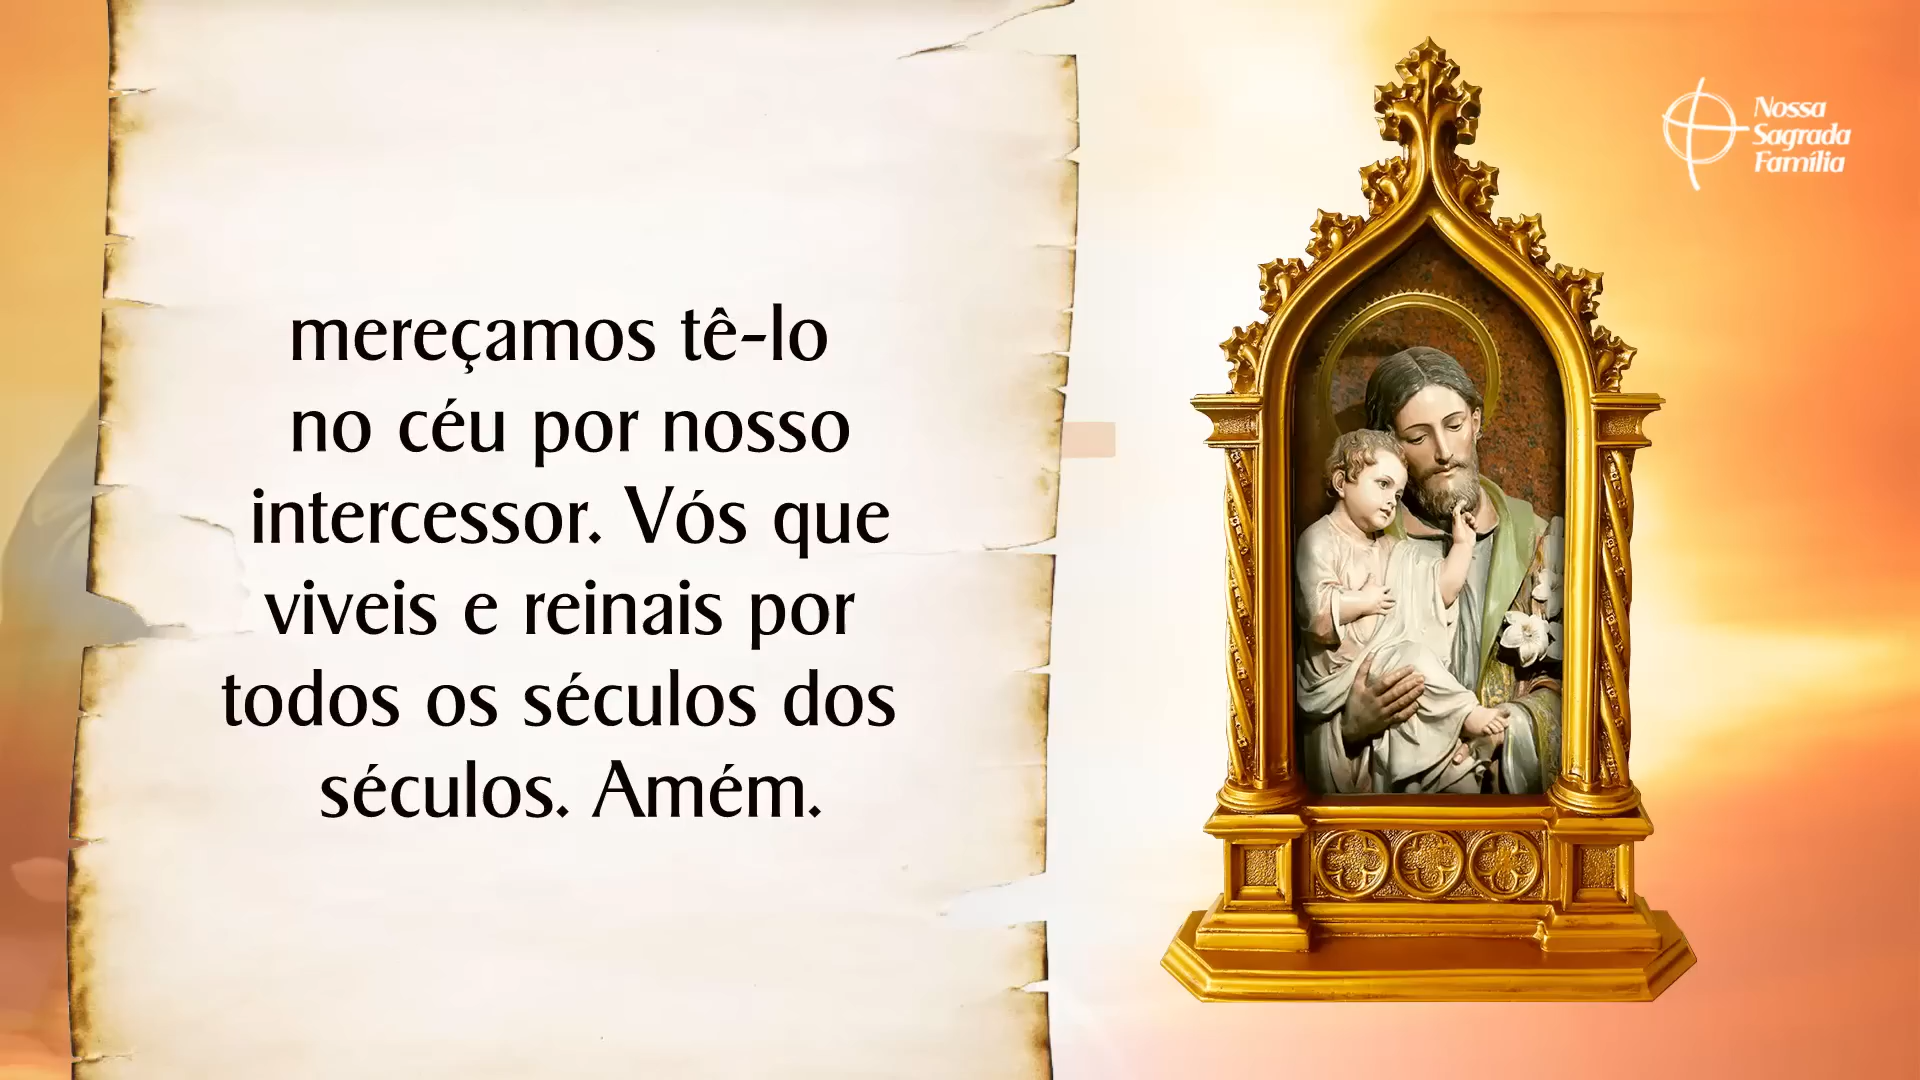 mereçamos tê-lo
no céu por nosso
intercessor. Vós que
viveis e reinais por
todos os séculos dos
séculos. Amém.
Nossa
Sagrada
Família